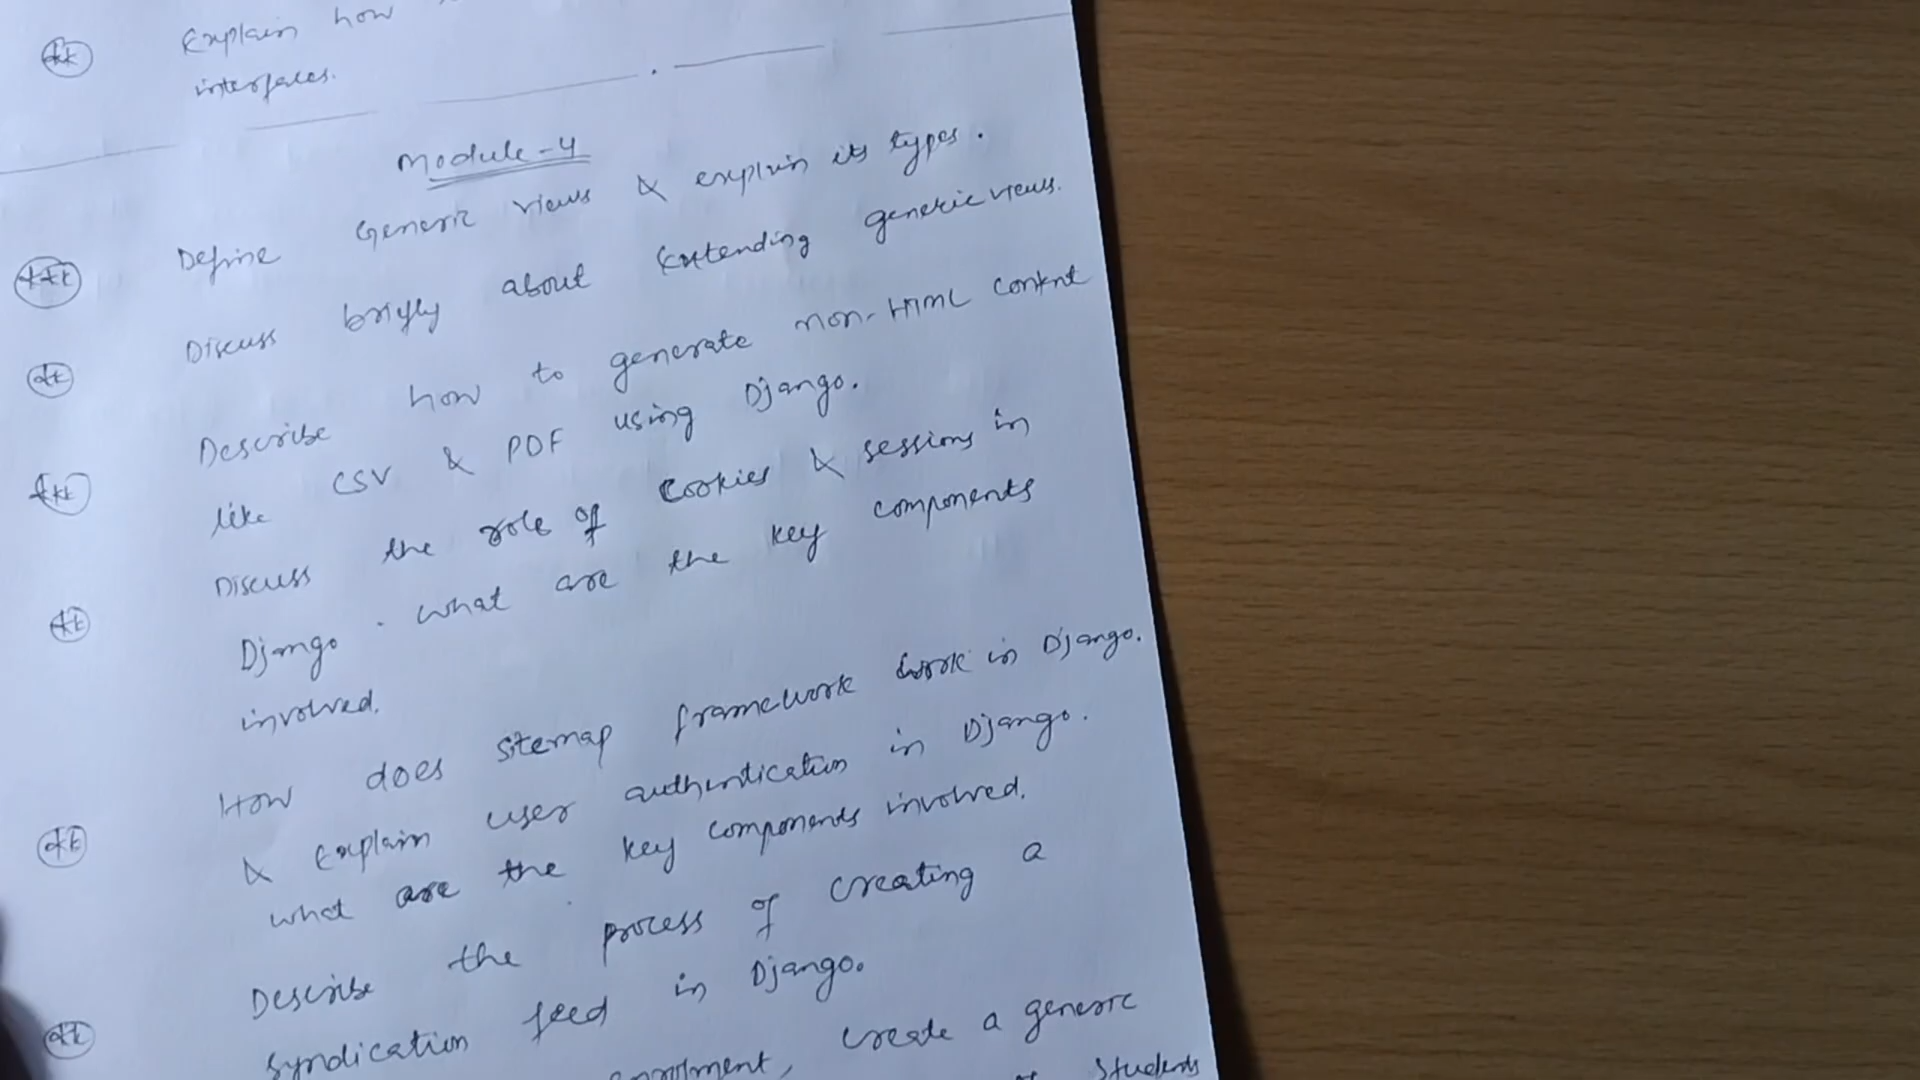 ** Explain how
interfaces.
Module-4
Define Generic views & explain its types.
*** Discuss briefly about Extending generic views.
** Describe how to generate non-HTML content
*** like CSV & PDF using Django.
Discuss the role of cookies & sessions in
** Django. what are the key components
involved.
How does sitemap framework work in Django.
** & Explain user authentication in Django.
what are the key components involved.
Describe the process of creating a
** Syndication feed in Django.
create a generic
students